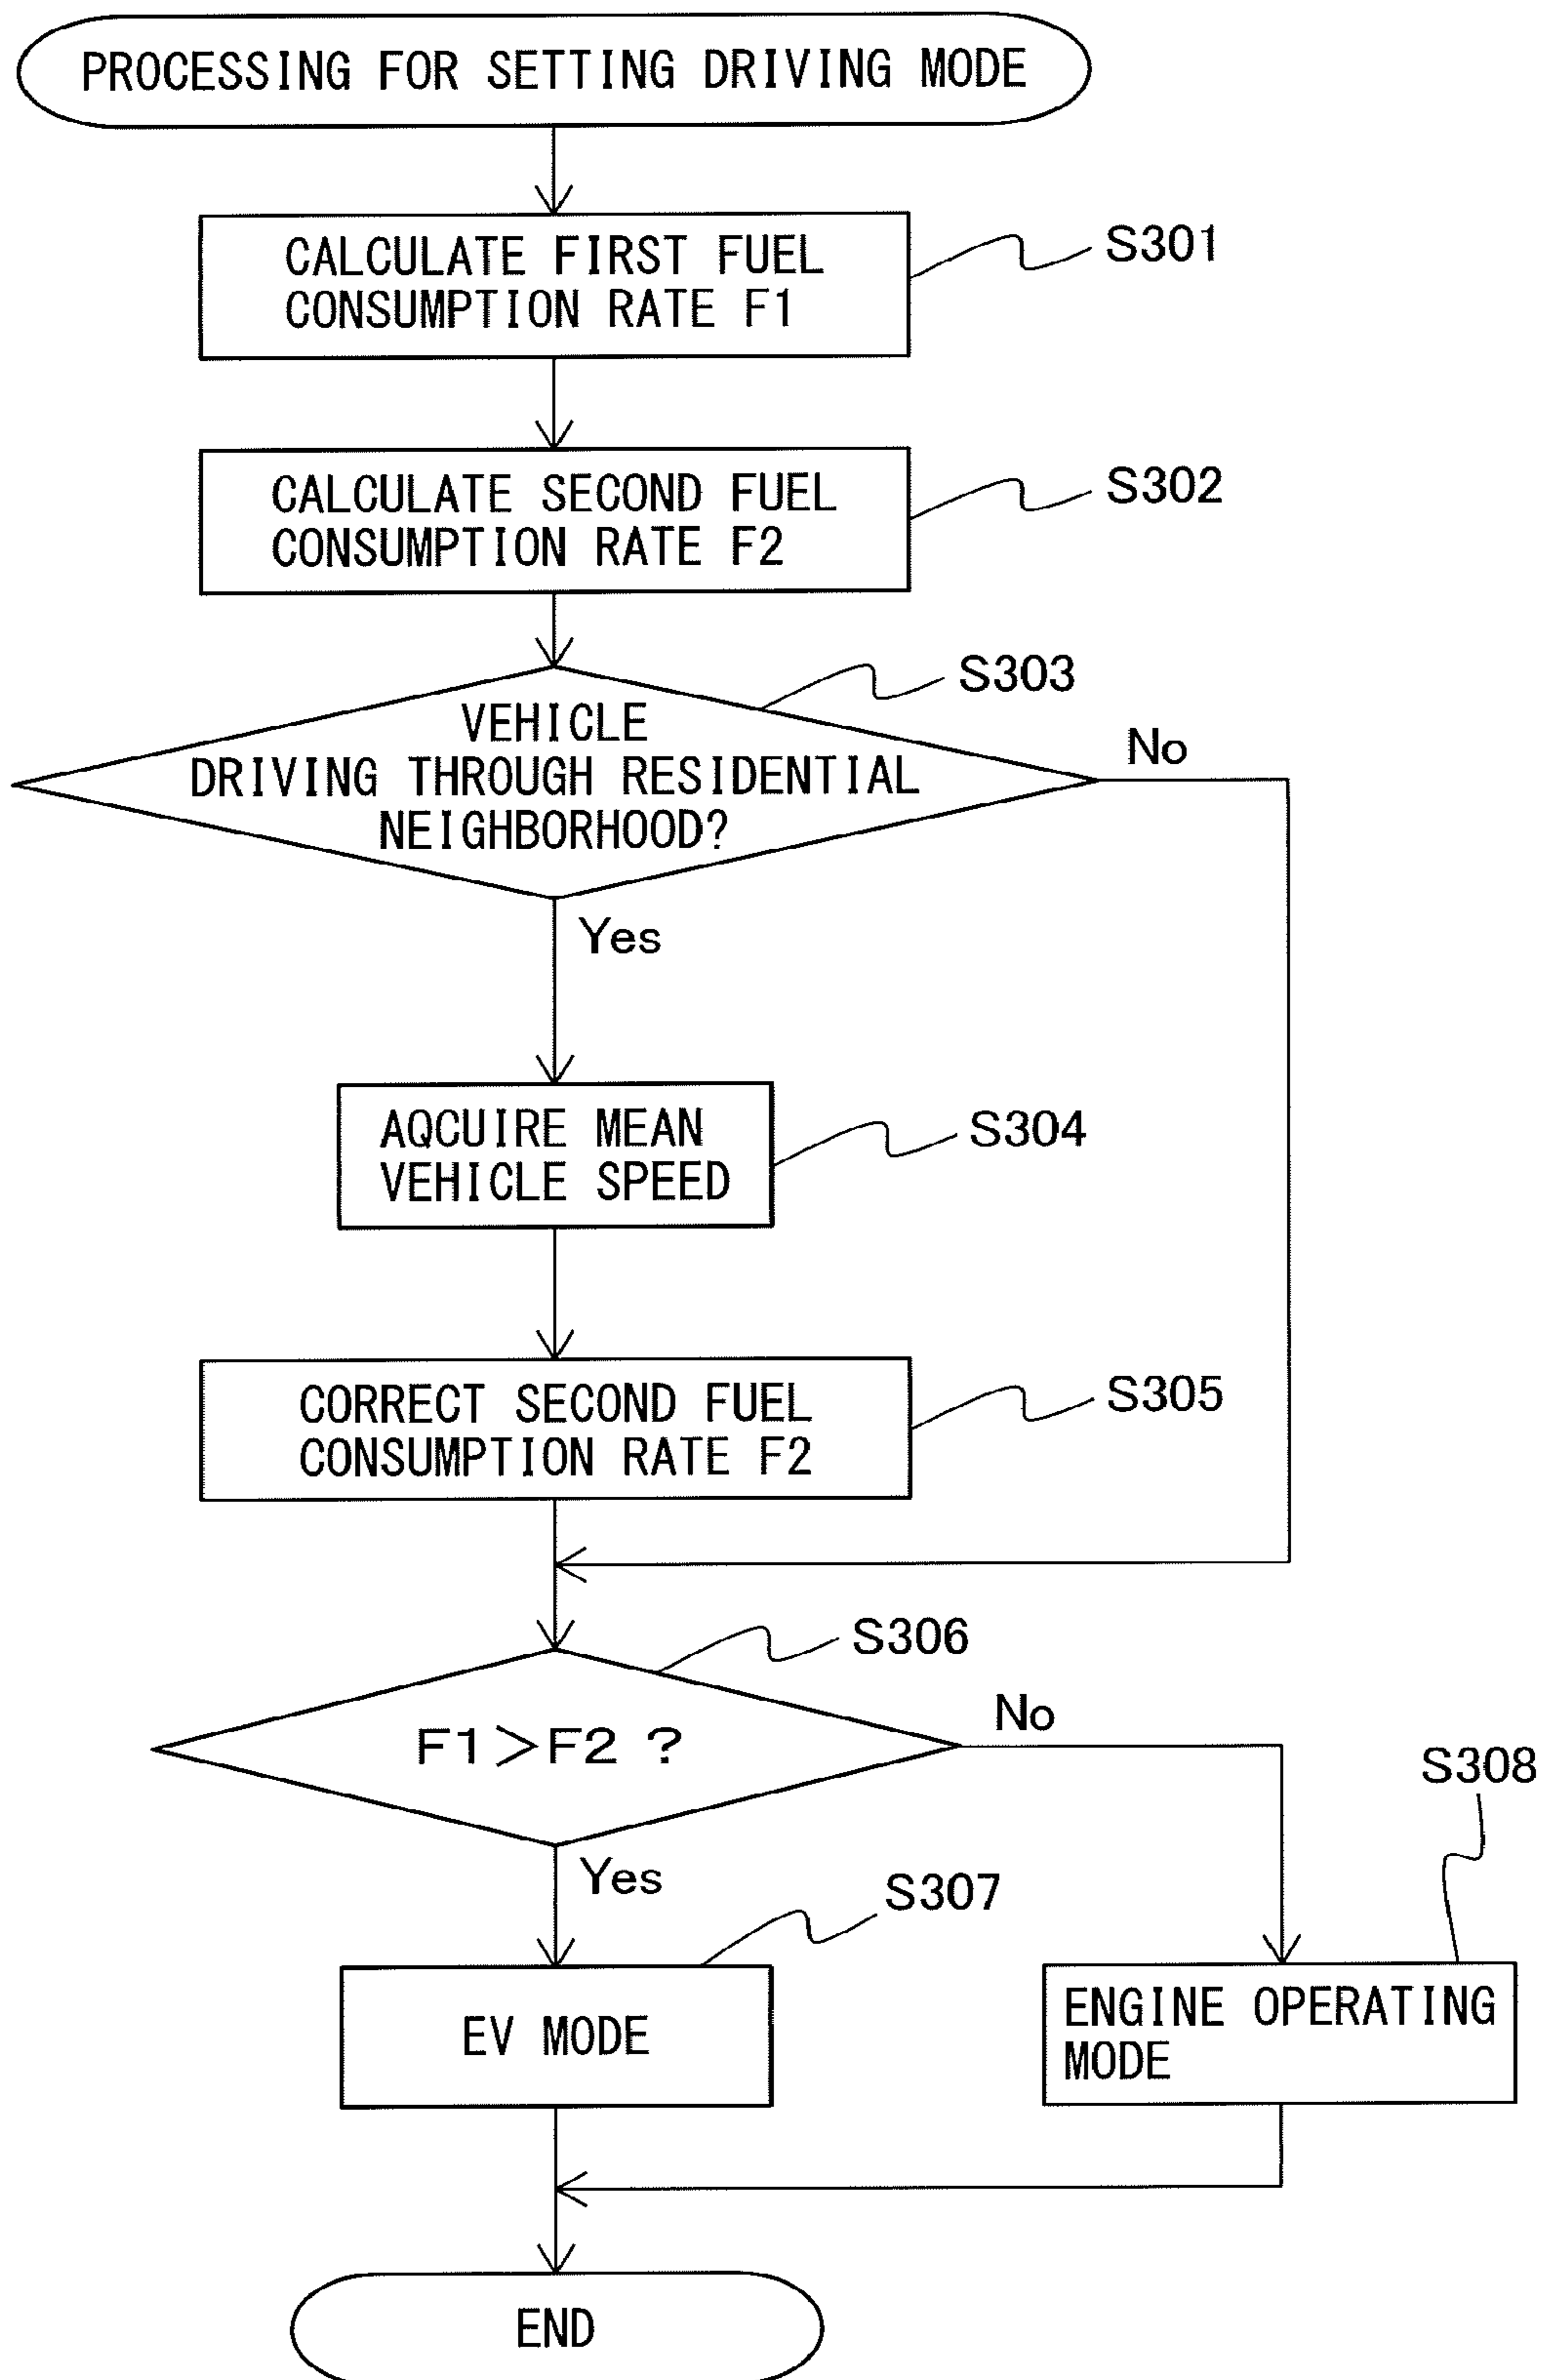 PROCESSING FOR SETTING DRIVING MODE
CALCULATE FIRST FUEL
CONSUMPTION RATE F1
S301
CALCULATE SECOND FUEL
CONSUMPTION RATE F2
S302
S303
VEHICLE
DRIVING THROUGH RESIDENTIAL
NEIGHBORHOOD?
No
Yes
AQCUIRE MEAN
VEHICLE SPEED
S304
CORRECT SECOND FUEL
CONSUMPTION RATE F2
S305
S306
F1>F2 ?
No
Yes
S307
S308
EV MODE
ENGINE OPERATING
MODE
END